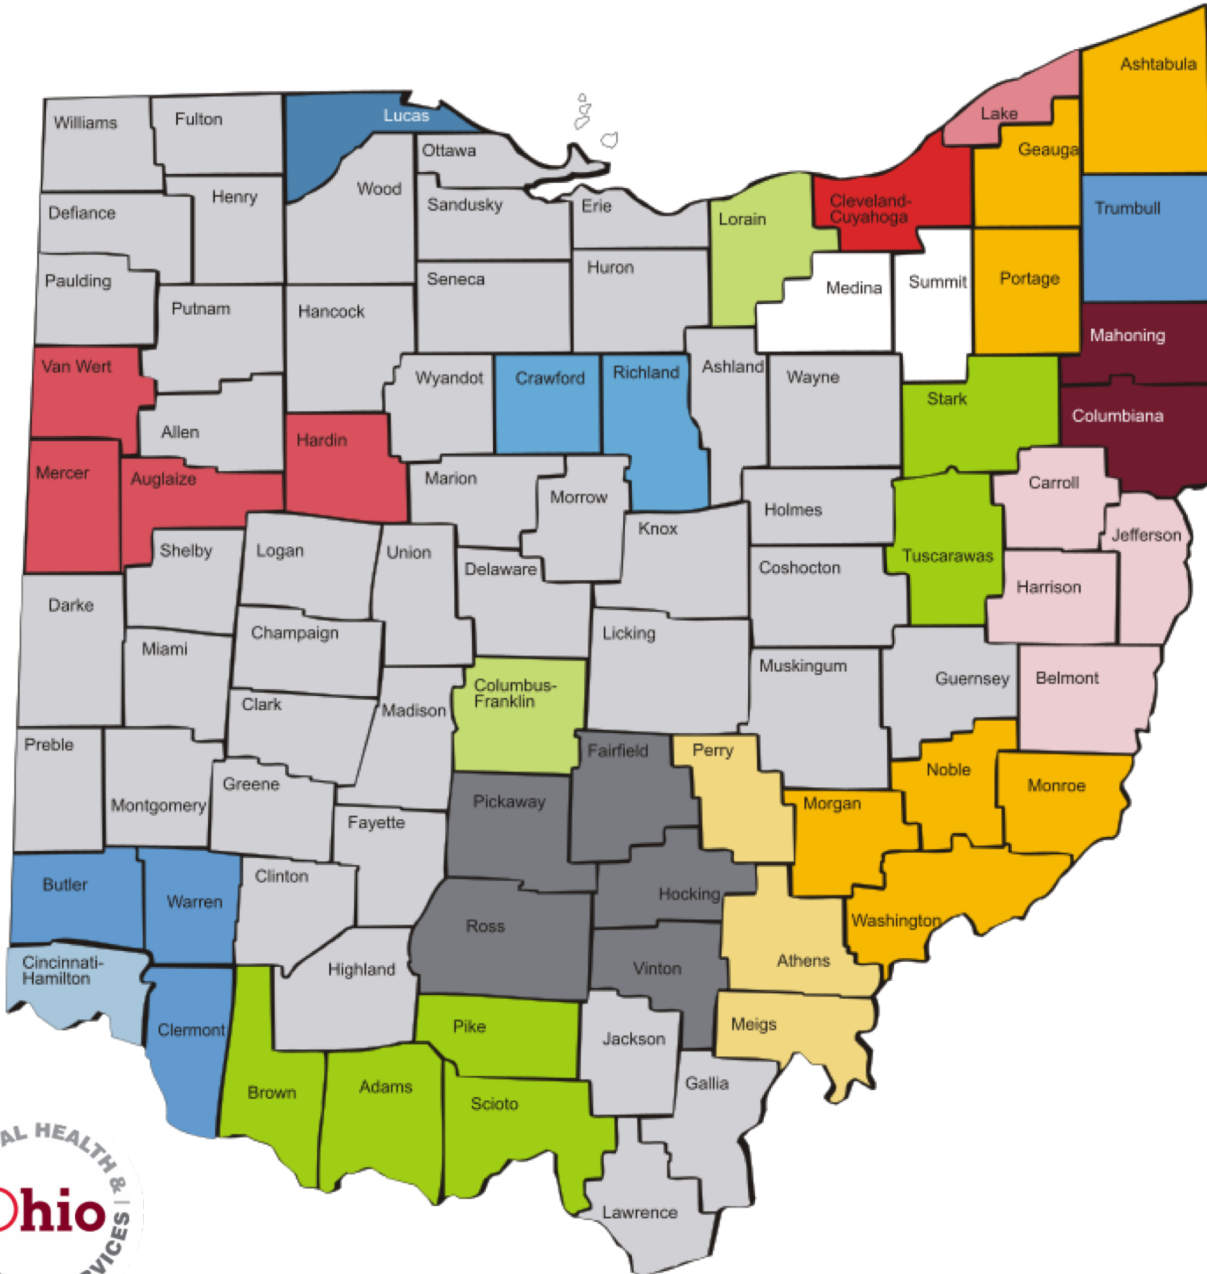 Ashtabula
Lake
Geauga
Williams
Fulton
Lucas
Ottawa
Wood
Henry
Sandusky
Erie
Defiance
Lorain
Cleveland-
Cuyahoga
Trumbull
Paulding
Seneca
Huron
Medina
Summit
Portage
Putnam
Hancock
Mahoning
Van Wert
Wyandot
Crawford
Richland
Ashland
Wayne
Stark
Columbiana
Allen
Hardin
Mercer
Auglaize
Marion
Morrow
Carroll
Holmes
Knox
Jefferson
Shelby
Logan
Union
Delaware
Coshocton
Tuscarawas
Harrison
Darke
Champaign
Licking
Miami
Muskingum
Guernsey
Belmont
Clark
Madison
Columbus-
Franklin
Preble
Fairfield
Perry
Noble
Monroe
Greene
Montgomery
Pickaway
Morgan
Fayette
Butler
Warren
Clinton
Hocking
Ross
Washington
Cincinnati-
Hamilton
Highland
Vinton
Athens
Clermont
Pike
Jackson
Meigs
Brown
Adams
Scioto
Gallia
Lawrence
AL HEALTH &
Ohio
VICES